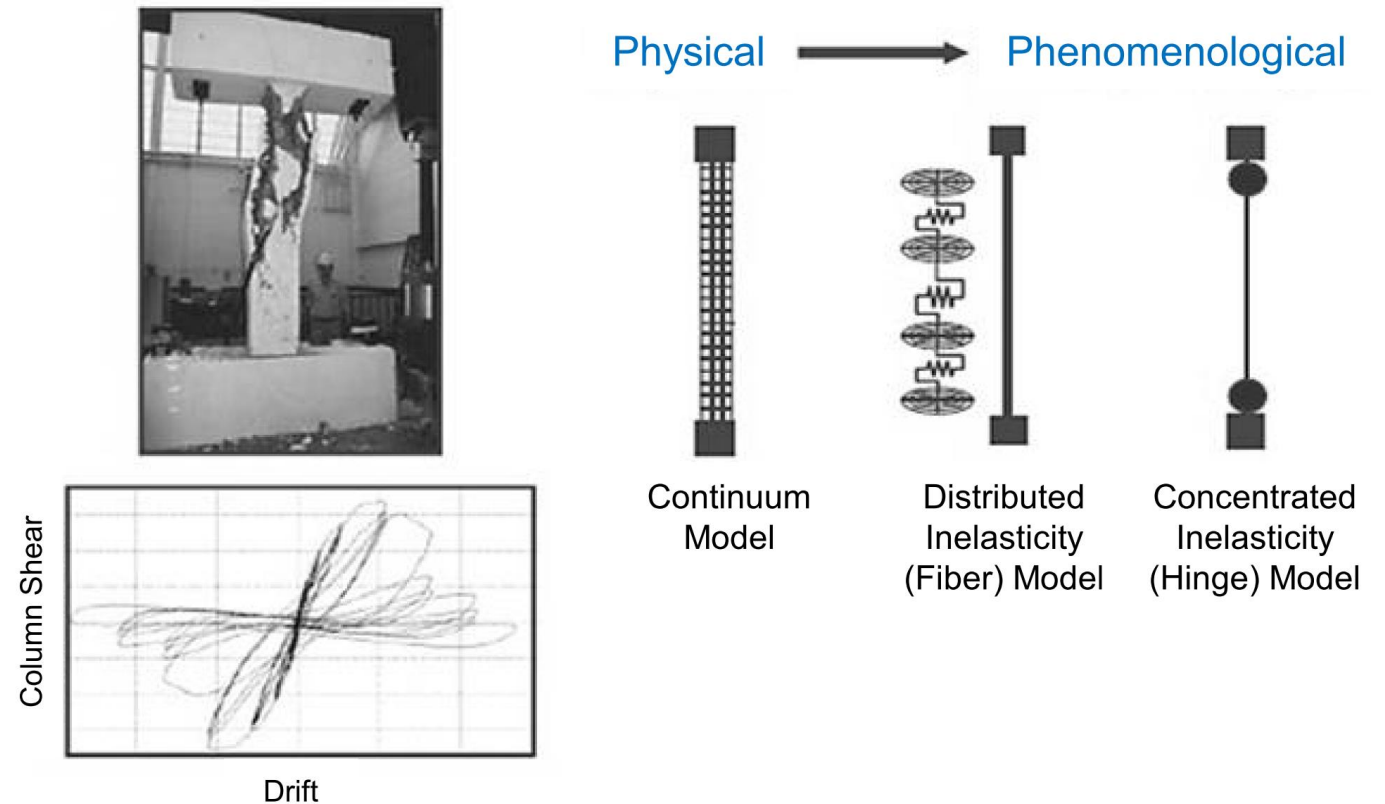 Physical
Phenomenological
Continuum
Model
Distributed
Inelasticity
(Fiber) Model
Concentrated
Inelasticity
(Hinge) Model
Column Shear
Drift